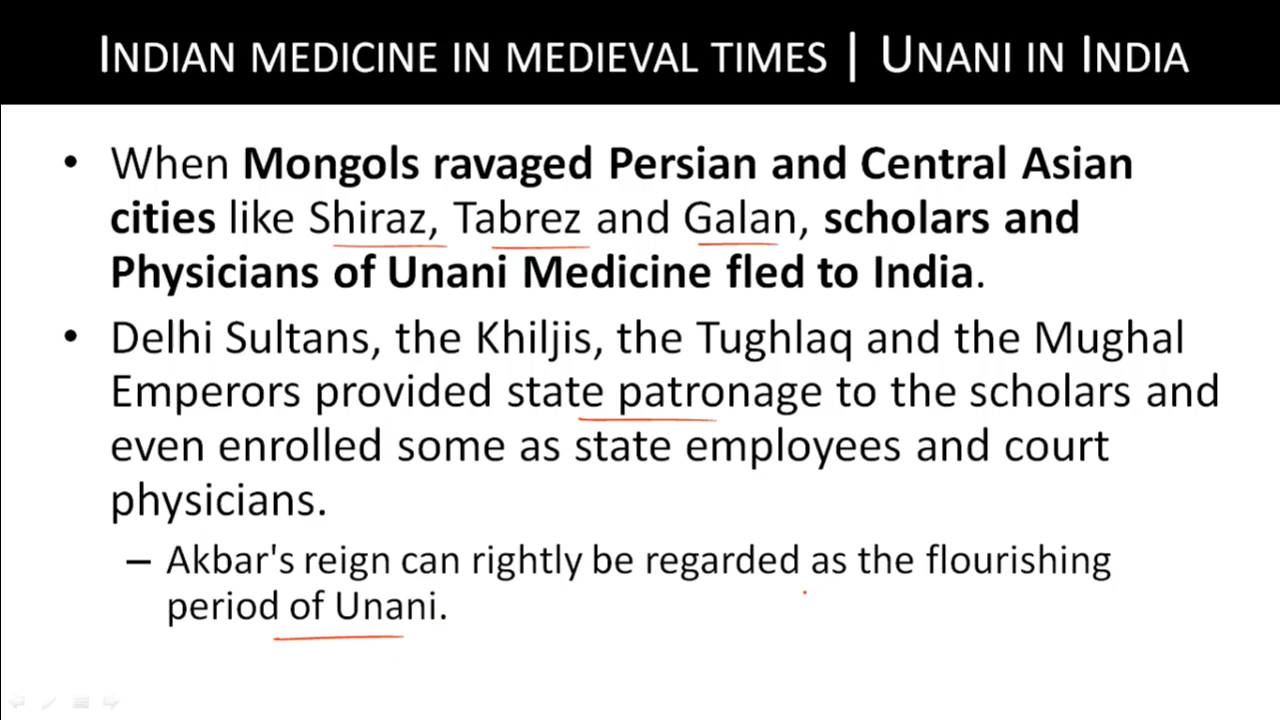 INDIAN MEDICINE IN MEDIEVAL TIMES | UNANI IN INDIA
• When Mongols ravaged Persian and Central Asian
cities like Shiraz, Tabrez and Galan, scholars and
Physicians of Unani Medicine fled to India.
• Delhi Sultans, the Khiljis, the Tughlaq and the Mughal
Emperors provided state patronage to the scholars and
even enrolled some as state employees and court
physicians.
– Akbar's reign can rightly be regarded as the flourishing
period of Unani.